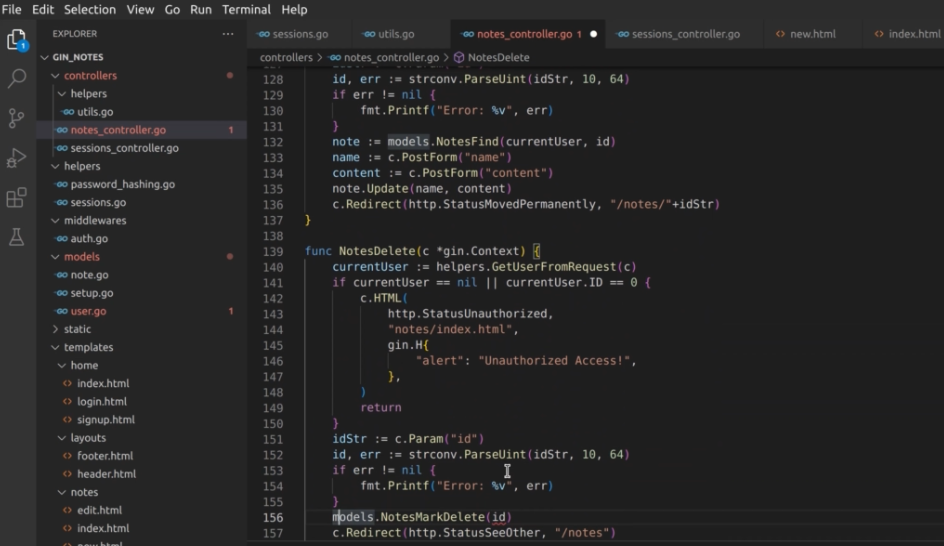 File Edit Selection View Go Run Terminal Help
EXPLORER
1
GIN_NOTES
controllers
helpers
utils.go
notes_controller.go 1
sessions_controller.go
helpers
password_hashing.go
sessions.go
middlewares
auth.go
models
note.go
setup.go
user.go 1
static
templates
home
index.html
login.html
signup.html
layouts
footer.html
header.html
notes
edit.html
index.html
new.html
sessions.go utils.go notes_controller.go 1 sessions_controller.go new.html index.html
controllers > notes_controller.go > NotesDelete
128 id, err := strconv.ParseUint(idStr, 10, 64)
129 if err != nil {
130 fmt.Printf("Error: %v", err)
131 }
132 note := models.NotesFind(currentUser, id)
133 name := c.PostForm("name")
134 content := c.PostForm("content")
135 note.Update(name, content)
136 c.Redirect(http.StatusMovedPermanently, "/notes/"+idStr)
137 }
138
139 func NotesDelete(c *gin.Context) {
140 currentUser := helpers.GetUserFromRequest(c)
141 if currentUser == nil || currentUser.ID == 0 {
142 c.HTML(
143 http.StatusUnauthorized,
144 "notes/index.html",
145 gin.H{
146 "alert": "Unauthorized Access!",
147 },
148 )
149 return
150 }
151 idStr := c.Param("id")
152 id, err := strconv.ParseUint(idStr, 10, 64)
153 if err != nil {
154 fmt.Printf("Error: %v", err)
155 }
156 models.NotesMarkDelete(id)
157 c.Redirect(http.StatusSeeOther, "/notes")